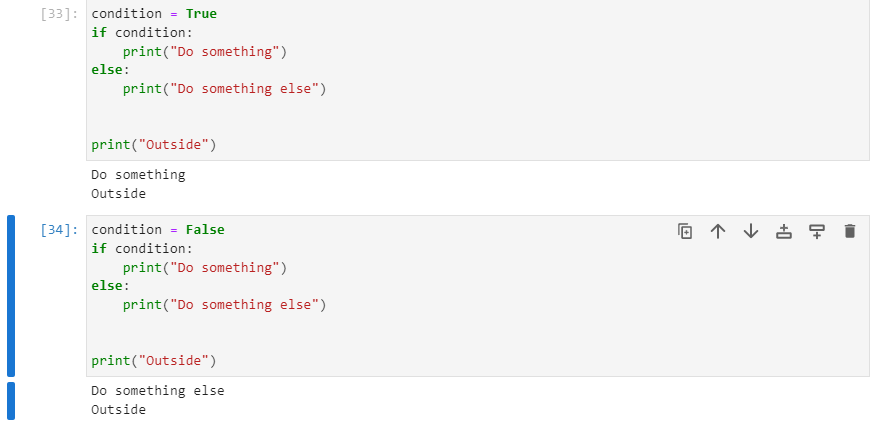 [33]: condition = True
if condition:
    print("Do something")
else:
    print("Do something else")
print("Outside")
Do something
Outside
[34]: condition = False
if condition:
    print("Do something")
else:
    print("Do something else")
print("Outside")
Do something else
Outside